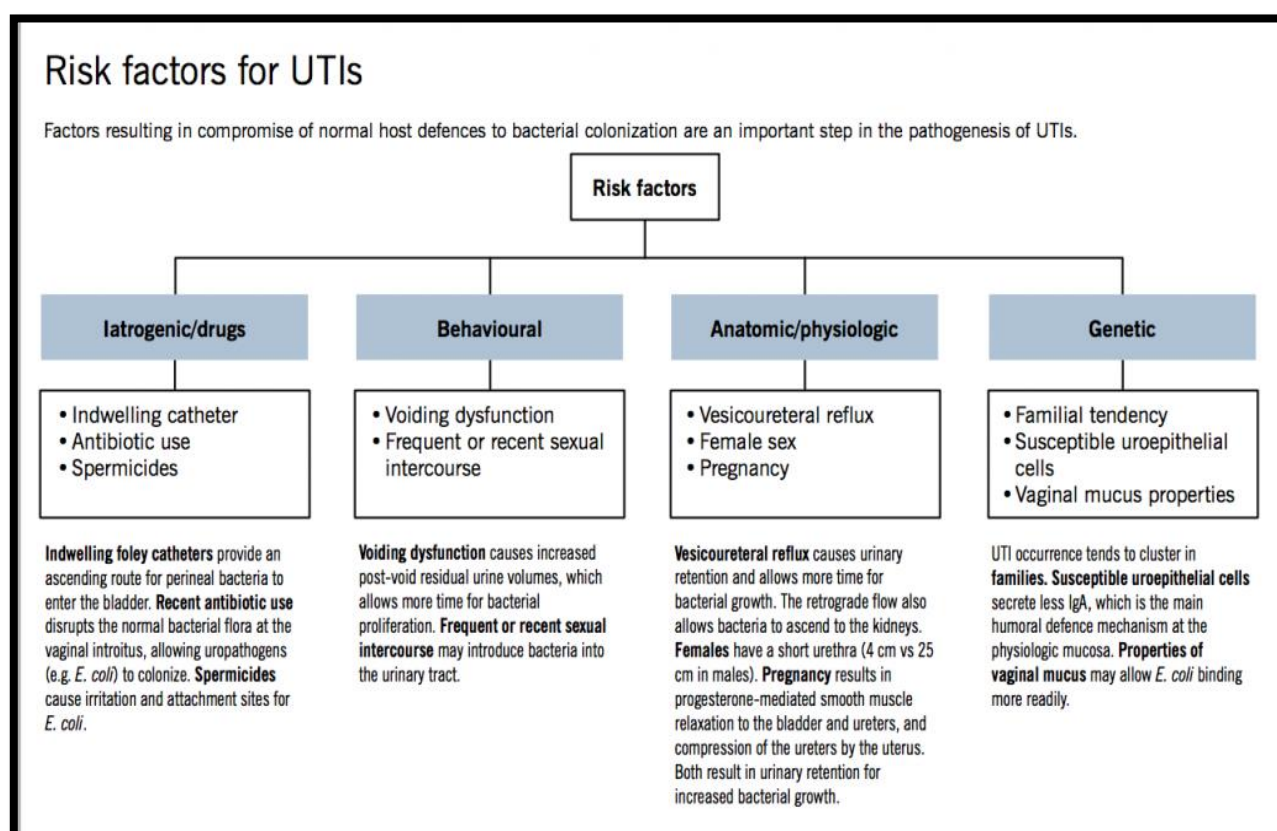 Risk factors for UTIs
Factors resulting in compromise of normal host defences to bacterial colonization are an important step in the pathogenesis of UTIs.
Risk factors
Iatrogenic/drugs
• Indwelling catheter
• Antibiotic use
• Spermicides
Indwelling foley catheters provide an
ascending route for perineal bacteria to
enter the bladder. Recent antibiotic use
disrupts the normal bacterial flora at the
vaginal introitus, allowing uropathogens
(e.g. E. coli) to colonize. Spermicides
cause irritation and attachment sites for
E. coli.
Behavioural
• Voiding dysfunction
• Frequent or recent sexual
intercourse
Voiding dysfunction causes increased
post-void residual urine volumes, which
allows more time for bacterial
proliferation. Frequent or recent sexual
intercourse may introduce bacteria into
the urinary tract.
Anatomic/physiologic
• Vesicoureteral reflux
• Female sex
• Pregnancy
Vesicoureteral reflux causes urinary
retention and allows more time for
bacterial growth. The retrograde flow also
allows bacteria to ascend to the kidneys.
Females have a short urethra (4 cm vs 25
cm in males). Pregnancy results in
progesterone-mediated smooth muscle
relaxation to the bladder and ureters, and
compression of the ureters by the uterus.
Both result in urinary retention for
increased bacterial growth.
Genetic
• Familial tendency
• Susceptible uroepithelial
cells
• Vaginal mucus properties
UTI occurrence tends to cluster in
families. Susceptible uroepithelial cells
secrete less IgA, which is the main
humoral defence mechanism at the
physiologic mucosa. Properties of
vaginal mucus may allow E. coli binding
more readily.